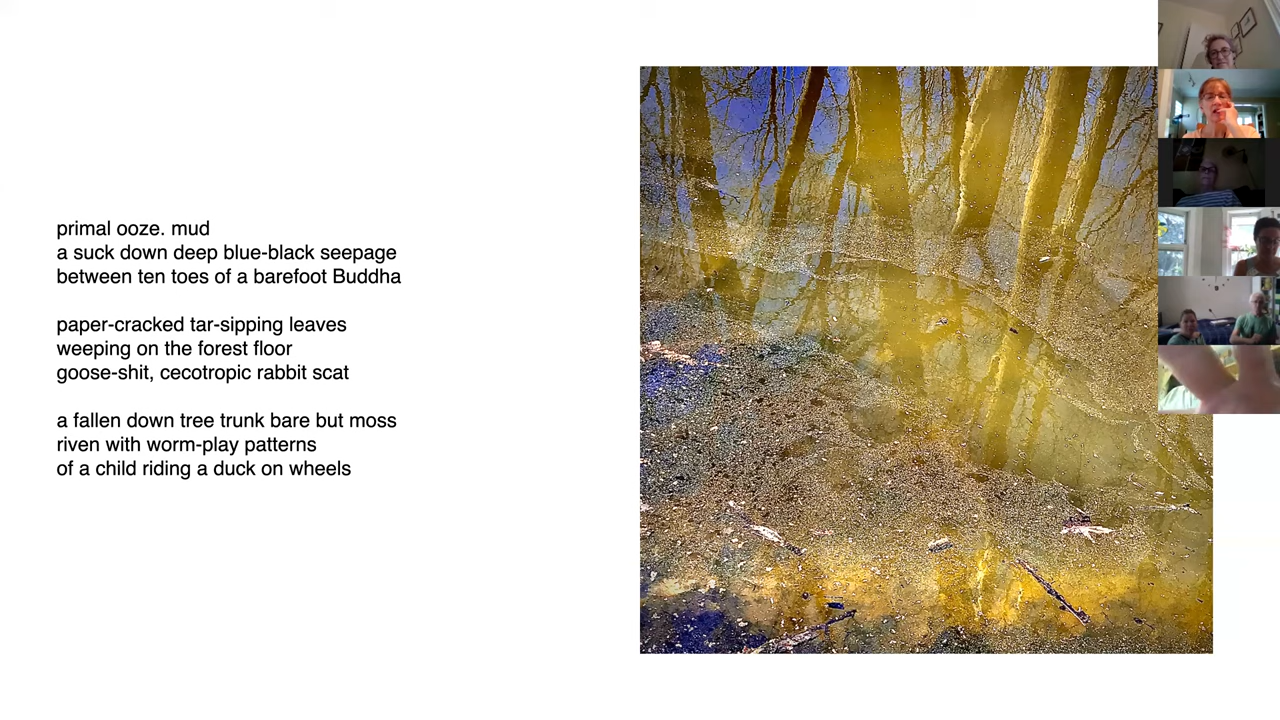 primal ooze. mud
a suck down deep blue-black seepage
between ten toes of a barefoot Buddha
paper-cracked tar-sipping leaves
weeping on the forest floor
goose-shit, cecotropic rabbit scat
a fallen down tree trunk bare but moss
riven with worm-play patterns
of a child riding a duck on wheels